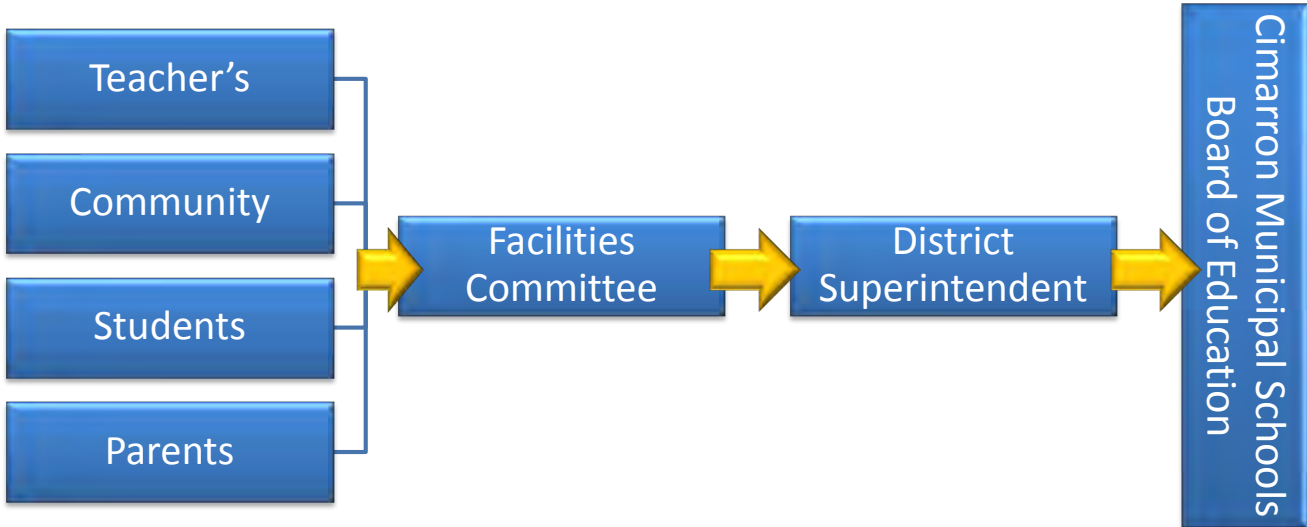 Teacher’s
Community
Students
Parents
Facilities
Committee
District
Superintendent
Cimarron Municipal Schools
Board of Education